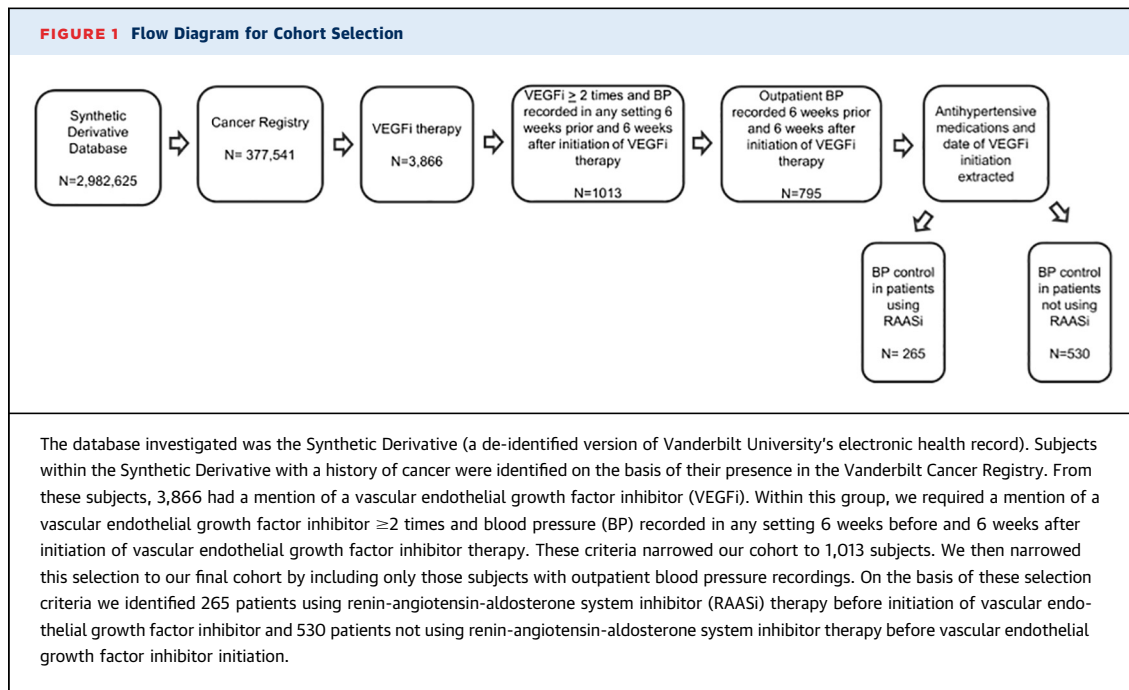 FIGURE 1 Flow Diagram for Cohort Selection
Synthetic
Derivative
Database
N=2,982,625
Cancer Registry
N= 377,541
VEGFi therapy
N=3,866
VEGFi ≥ 2 times and BP
recorded in any setting 6
weeks prior and 6 weeks
after initiation of VEGFi
therapy
N=1013
Outpatient BP
recorded 6 weeks prior
and 6 weeks after
initiation of VEGFi
therapy
N=795
Antihypertensive
medications and
date of VEGFi
initiation
extracted
BP control
in patients
using
RAASi
N= 265
BP control
in patients
not using
RAASi
N=530
The database investigated was the Synthetic Derivative (a de-identified version of Vanderbilt University's electronic health record). Subjects
within the Synthetic Derivative with a history of cancer were identified on the basis of their presence in the Vanderbilt Cancer Registry. From
these subjects, 3,866 had a mention of a vascular endothelial growth factor inhibitor (VEGFi). Within this group, we required a mention of a
vascular endothelial growth factor inhibitor ≥2 times and blood pressure (BP) recorded in any setting 6 weeks before and 6 weeks after
initiation of vascular endothelial growth factor inhibitor therapy. These criteria narrowed our cohort to 1,013 subjects. We then narrowed
this selection to our final cohort by including only those subjects with outpatient blood pressure recordings. On the basis of these selection
criteria we identified 265 patients using renin-angiotensin-aldosterone system inhibitor (RAASi) therapy before initiation of vascular endo-
thelial growth factor inhibitor and 530 patients not using renin-angiotensin-aldosterone system inhibitor therapy before vascular endothelial
growth factor inhibitor initiation.